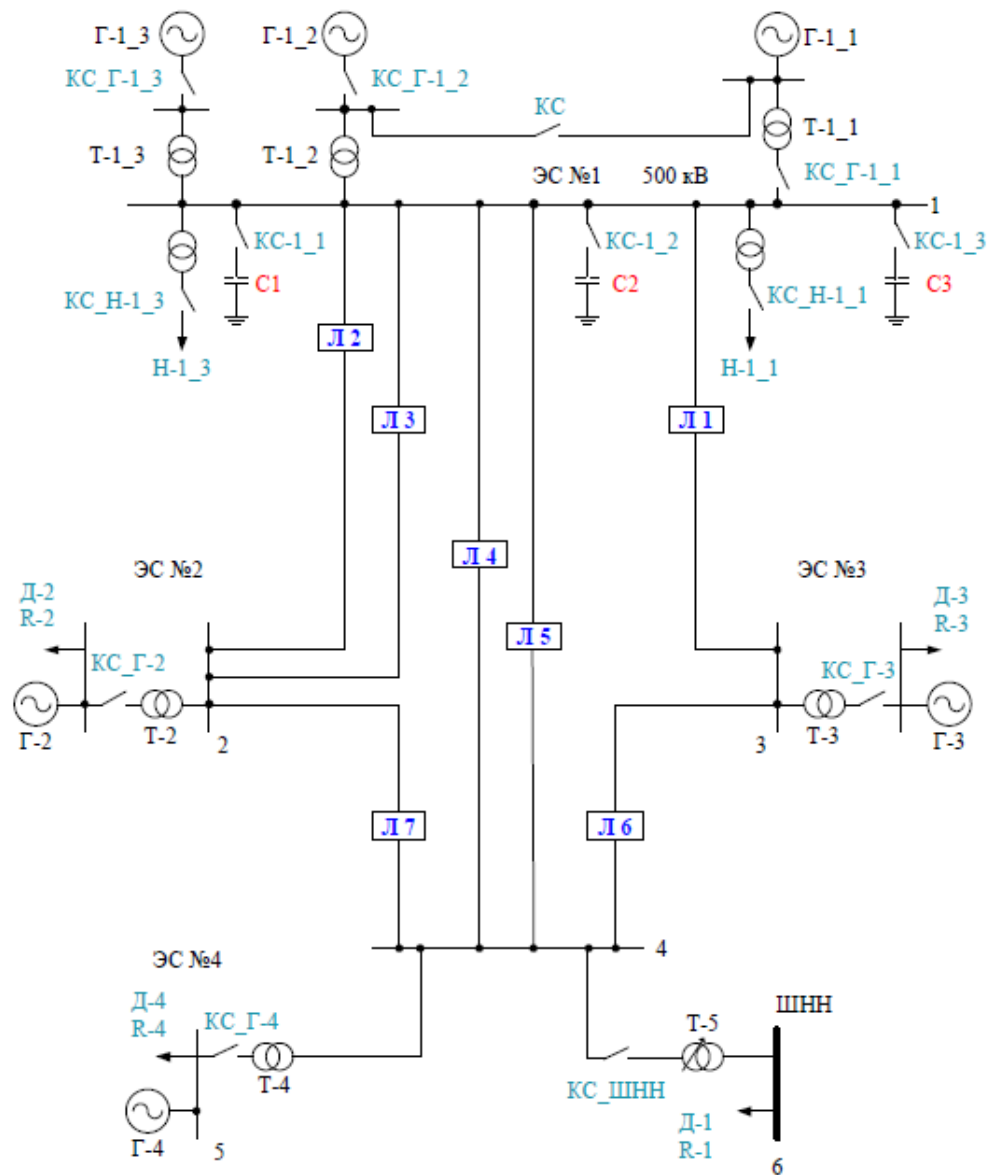 Г-1_3
Г-1_2
Г-1_1
КС_Г-1_3
КС_Г-1_2
КС
Т-1_3
Т-1_2
Т-1_1
ЭС №1
500 кВ
КС_Г-1_1
1
КС-1_1
КС-1_2
КС-1_3
С1
С2
С3
КС_Н-1_3
КС_Н-1_1
Н-1_3
Н-1_1
Л 2
Л 3
Л 1
Л 4
Л 5
ЭС №2
ЭС №3
Д-2
R-2
Д-3
R-3
КС_Г-2
КС_Г-3
Г-2
Т-2
2
3
Т-3
Г-3
Л 7
Л 6
4
ЭС №4
Д-4
R-4
КС_Г-4
Т-4
Г-4
5
ШНН
Т-5
КС_ШНН
Д-1
R-1
6